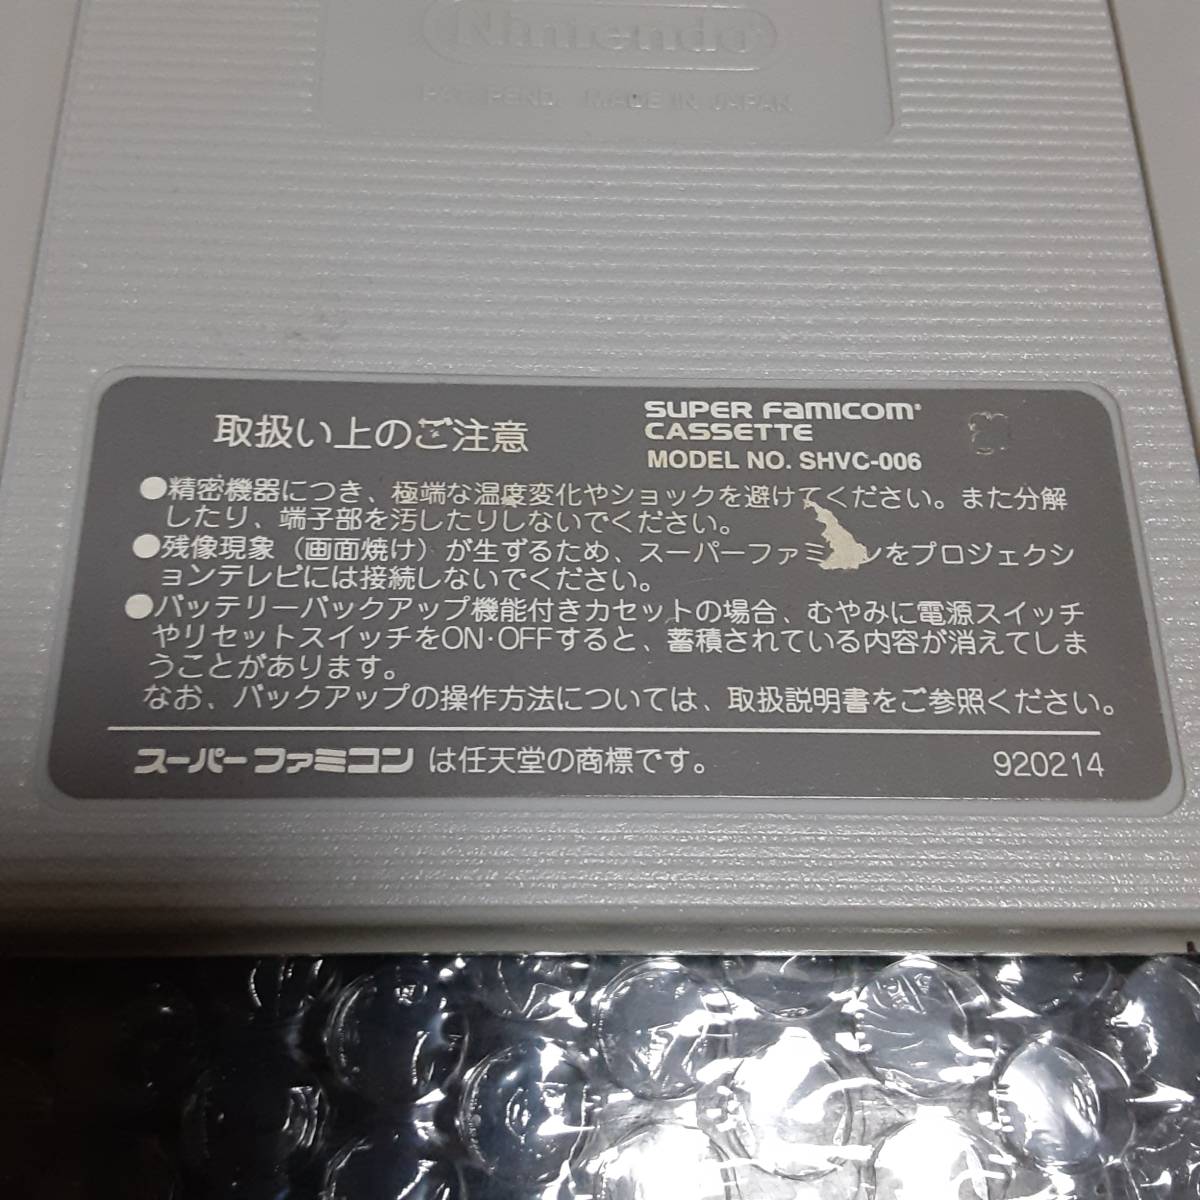 Nintendo
PAT. PEND. MADE IN JAPAN
取扱い上のご注意
SUPER FAMICOM
CASSETTE
MODEL NO. SHVC-006
●精密機器につき、極端な温度変化やショックを避けてください。また分解
したり、端子部を汚したりしないでください。
●残像現象（画面焼け）が生ずるため、スーパーファミンをプロジェクシ
ョンテレビには接続しないでください。
●バッテリーバックアップ機能付きカセットの場合、むやみに電源スイッチ
やリセットスイッチをON·OFFすると、蓄積されている内容が消えてしま
うことがあります。
なお、バックアップの操作方法については、取扱説明書をご参照ください。
スーパーファミコン は任天堂の商標です。
920214